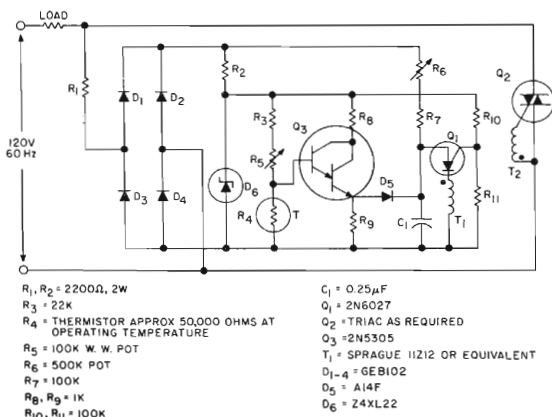 LOAD
R1
D1
D2
R2
R6
Q2
R3
Q3
R8
R7
Q1
R10
120V
60 Hz
R5
D6
D5
T2
D3
D4
R4
T
R9
C1
T1
R11
R1, R2 = 2200Ω, 2W
R3 = 22K
R4 = THERMISTOR APPROX 50,000 OHMS AT
OPERATING TEMPERATURE
R5 = 100K W. W. POT
R6 = 500K POT
R7 = 100K
R8, R9 = 1K
R10, R11 = 100K
C1 = 0.25µF
Q1 = 2N6027
Q2 = TRIAC AS REQUIRED
Q3 = 2N5305
T1 = SPRAGUE 11Z12 OR EQUIVALENT
D1-4 = GEB102
D5 = A14F
D6 = Z4XL22